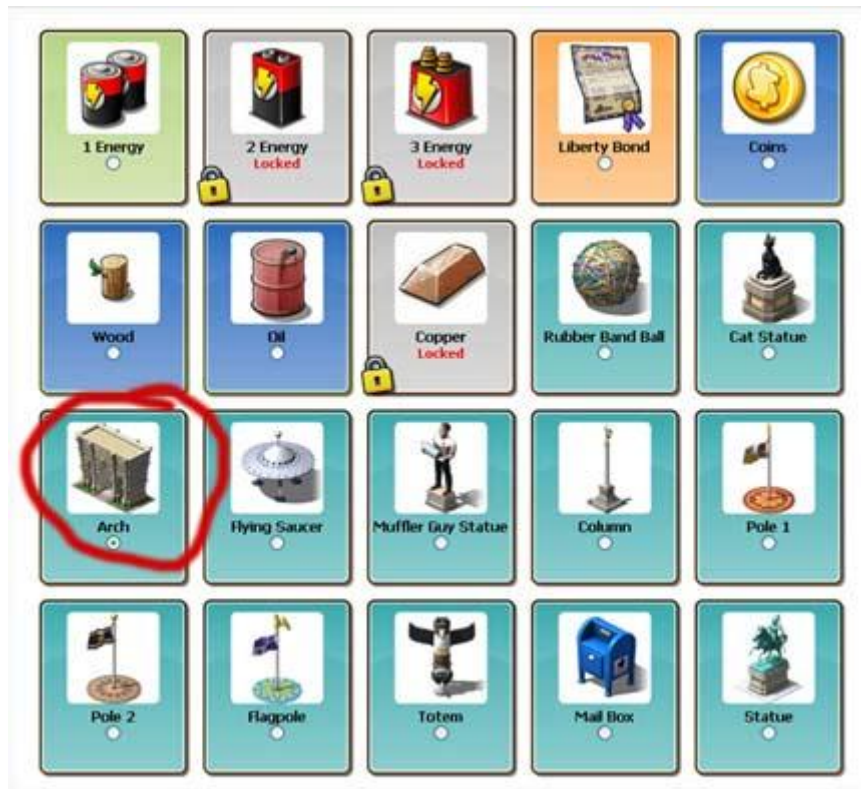 1 Energy
2 Energy
Locked
3 Energy
Locked
Liberty Bond
Coins
Wood
Oil
Copper
Locked
Rubber Band Ball
Cat Statue
Arch
Flying Saucer
Muffler Guy Statue
Column
Pole 1
Pole 2
Flagpole
Totem
Mail Box
Statue